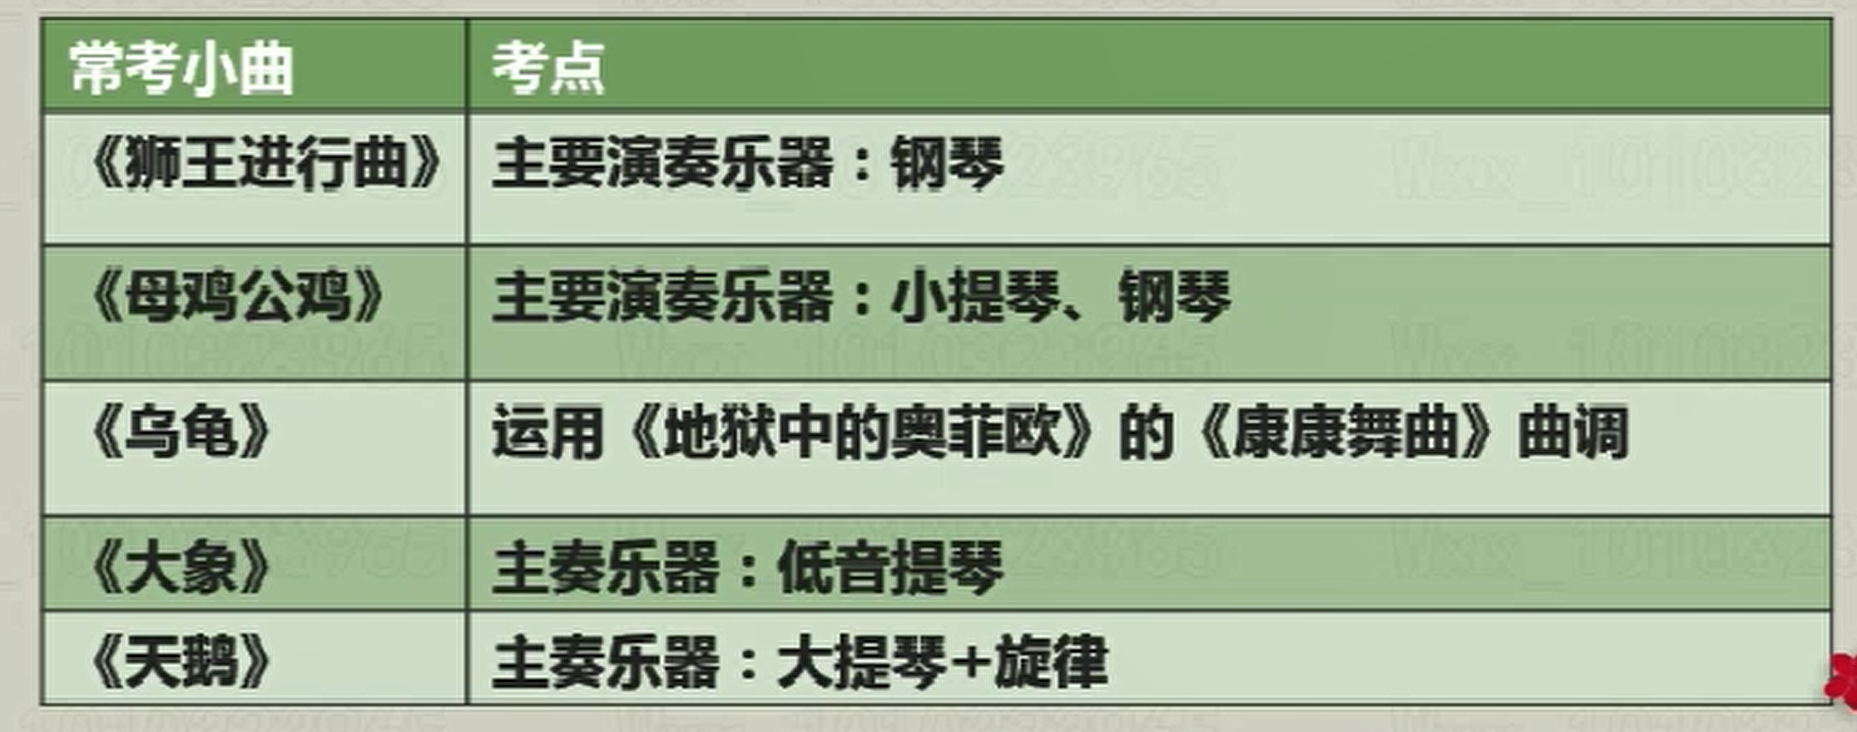 常考小曲 考点
《狮王进行曲》 主要演奏乐器：钢琴
《母鸡公鸡》 主要演奏乐器：小提琴、钢琴
《乌龟》 运用《地狱中的奥菲欧》的《康康舞曲》曲调
《大象》 主奏乐器：低音提琴
《天鹅》 主奏乐器：大提琴+旋律